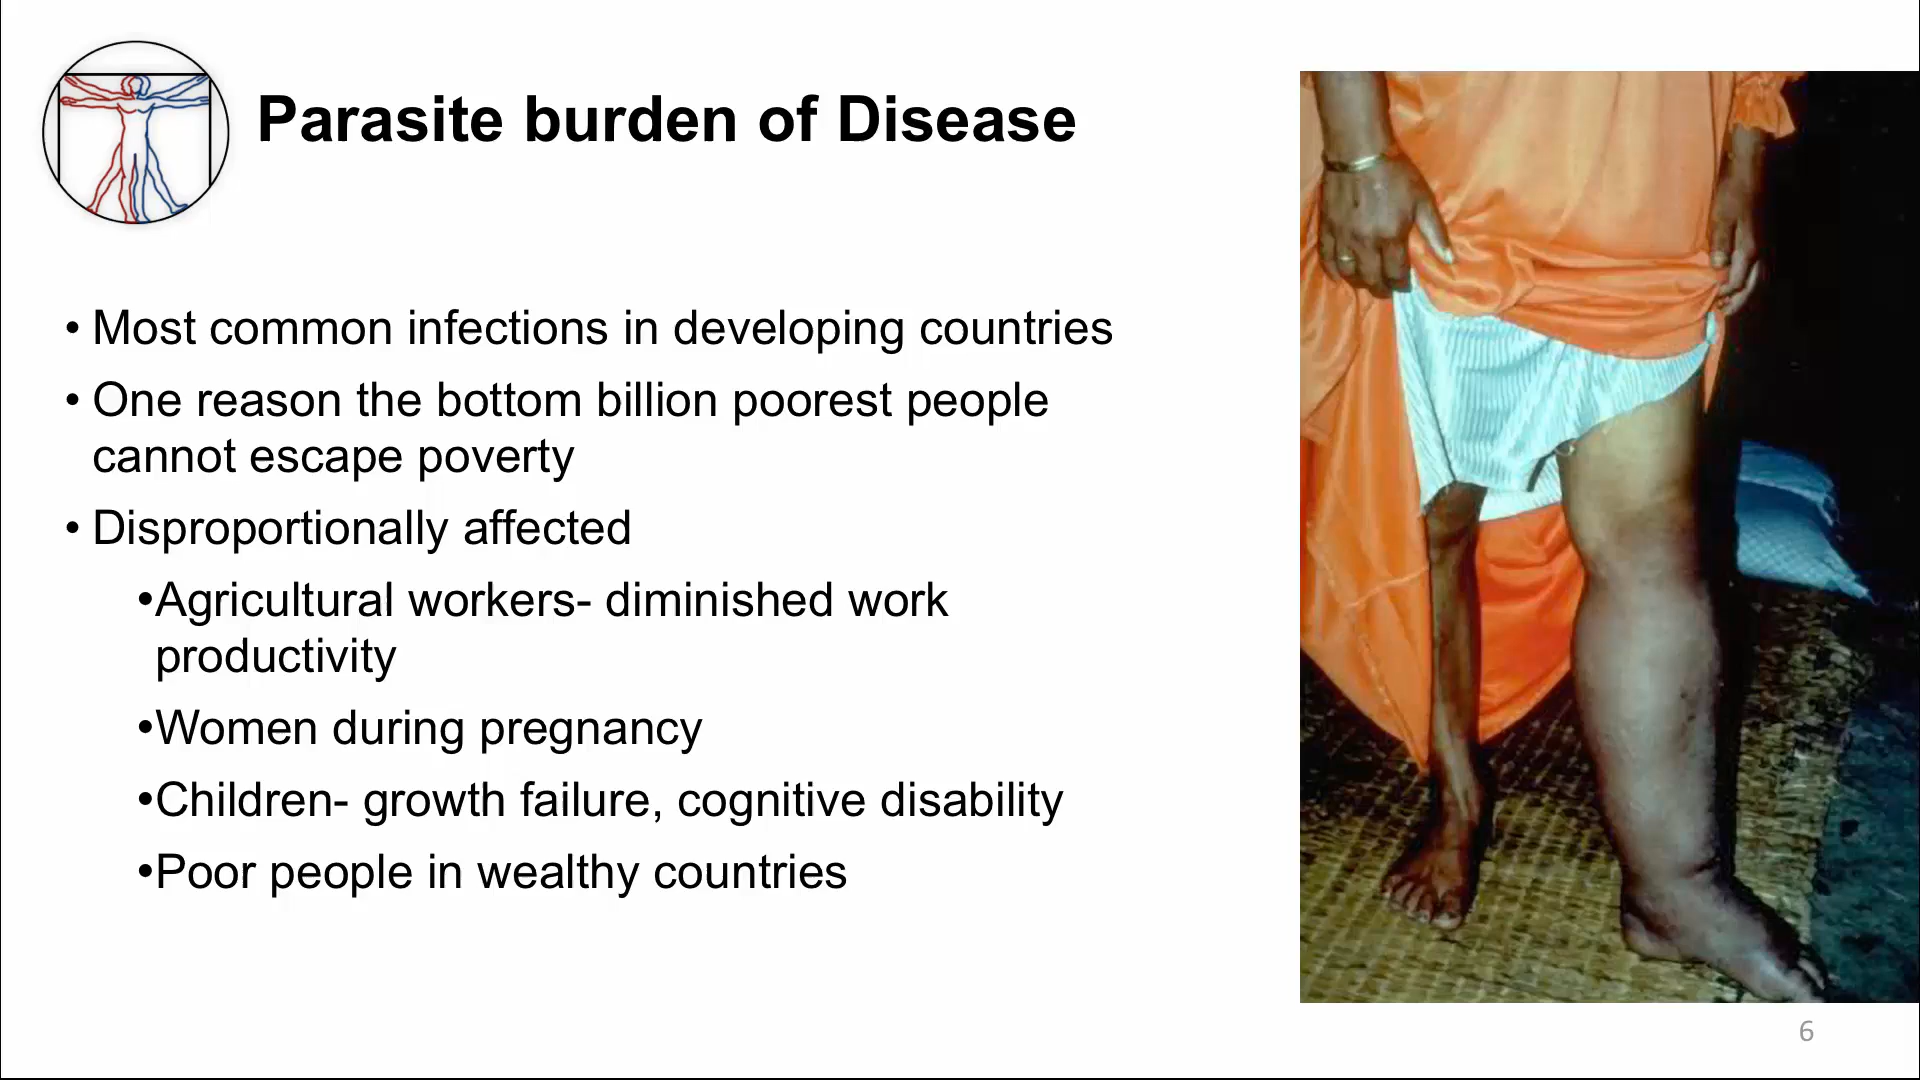 Parasite burden of Disease
• Most common infections in developing countries
• One reason the bottom billion poorest people
cannot escape poverty
• Disproportionally affected
•Agricultural workers- diminished work
productivity
•Women during pregnancy
•Children- growth failure, cognitive disability
•Poor people in wealthy countries
6